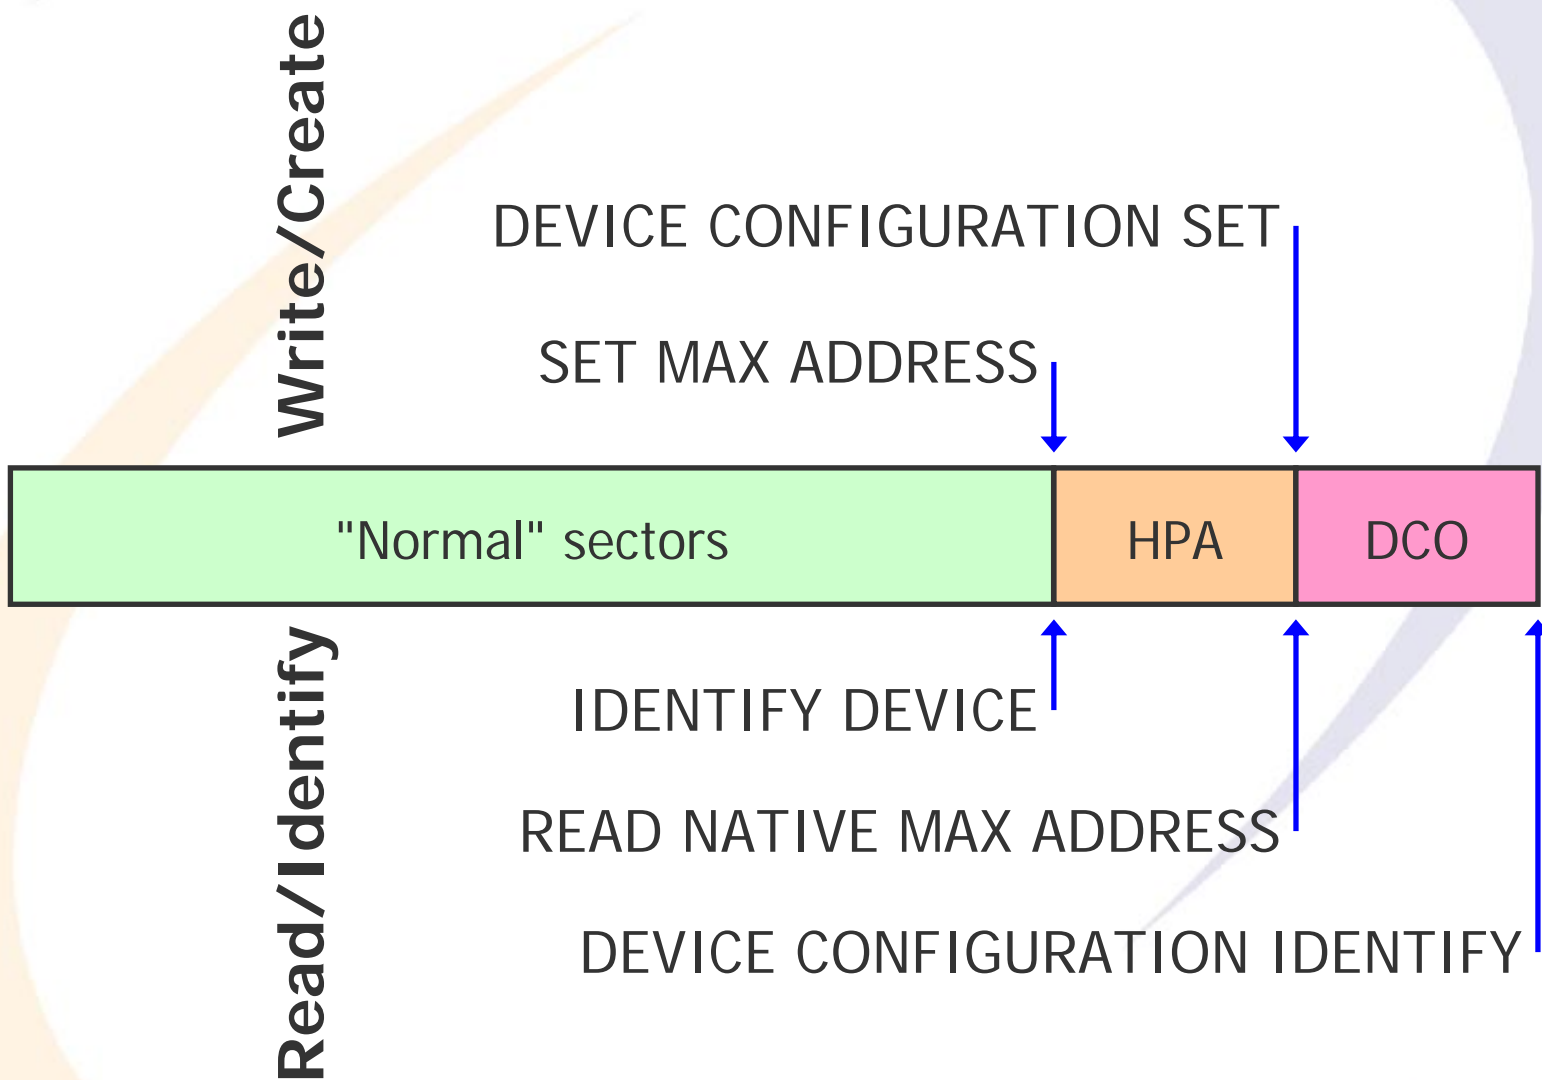 Write/Create
DEVICE CONFIGURATION SET
SET MAX ADDRESS
"Normal" sectors
HPA
DCO
Read/Identify
IDENTIFY DEVICE
READ NATIVE MAX ADDRESS
DEVICE CONFIGURATION IDENTIFY